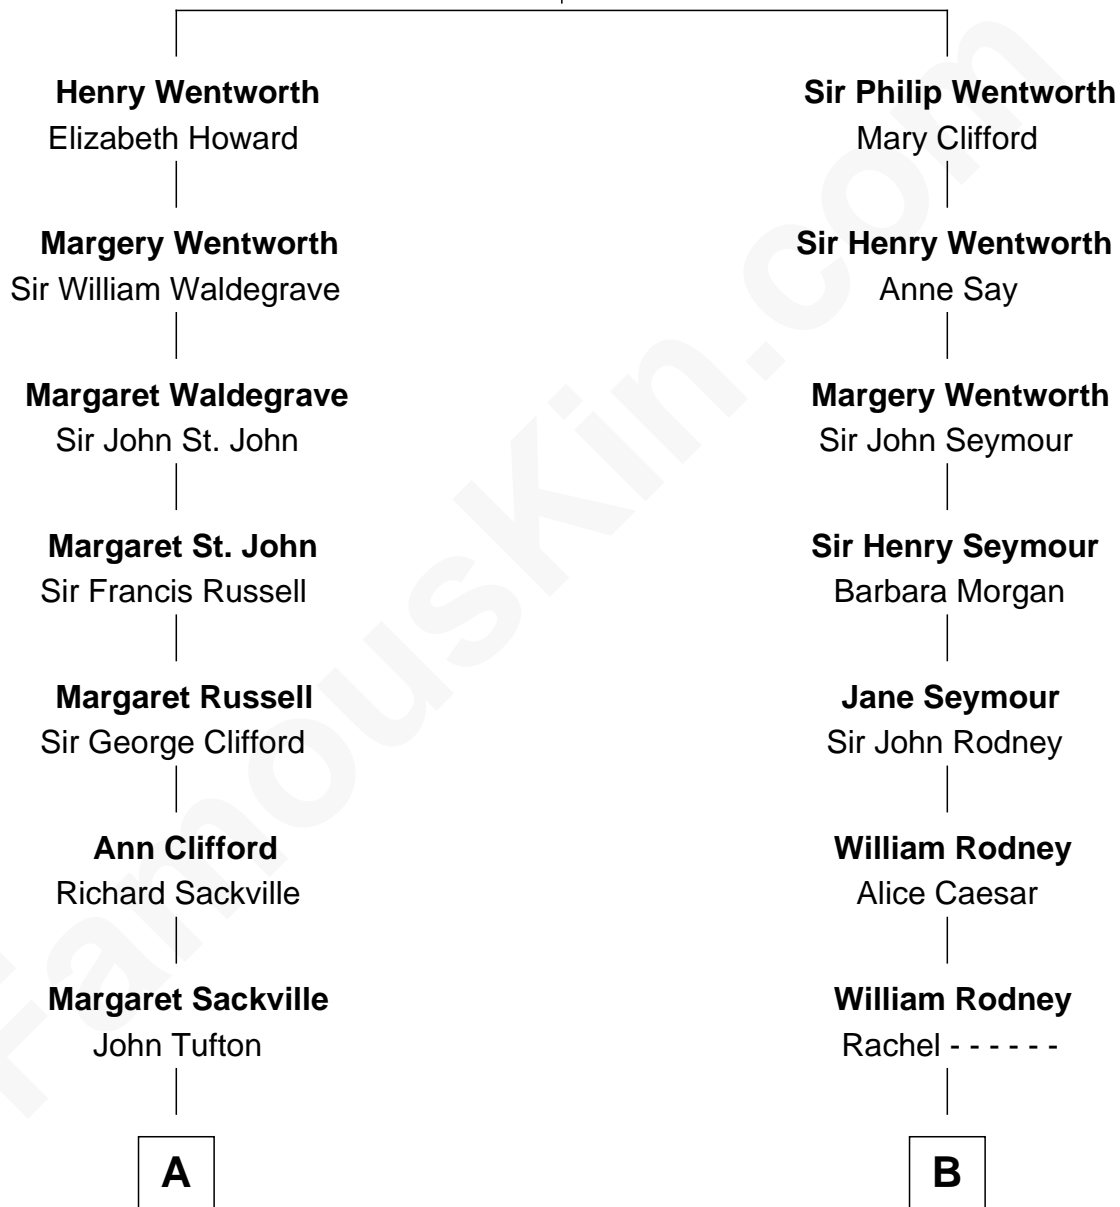 Henry Wentworth
Elizabeth Howard
Margery Wentworth
Sir William Waldegrave
Margaret Waldegrave
Sir John St. John
Margaret St. John
Sir Francis Russell
Margaret Russell
Sir George Clifford
Ann Clifford
Richard Sackville
Margaret Sackville
John Tufton
A
Sir Philip Wentworth
Mary Clifford
Sir Henry Wentworth
Anne Say
Margery Wentworth
Sir John Seymour
Sir Henry Seymour
Barbara Morgan
Jane Seymour
Sir John Rodney
William Rodney
Alice Caesar
William Rodney
Rachel - - - - - -
B
FamousKin.com